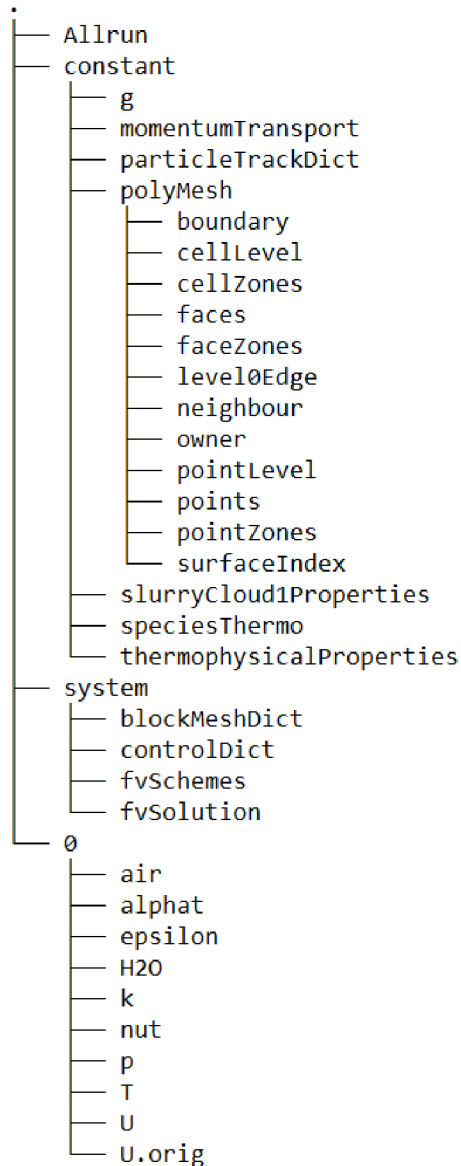 .
Allrun
constant
g
momentumTransport
particleTrackDict
polyMesh
boundary
cellLevel
cellZones
faces
faceZones
level0Edge
neighbour
owner
pointLevel
points
pointZones
surfaceIndex
slurryCloud1Properties
speciesThermo
thermophysicalProperties
system
blockMeshDict
controlDict
fvSchemes
fvSolution
0
air
alphat
epsilon
H2O
k
nut
p
T
U
U.orig